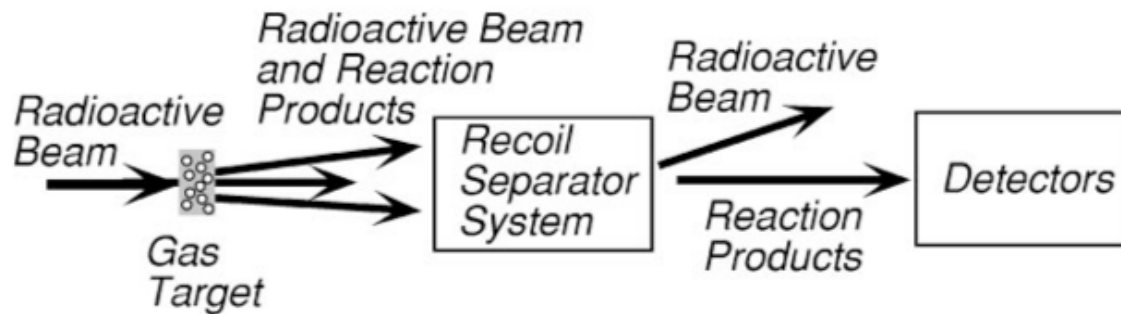 Radioactive
Beam
Gas
Target
Radioactive Beam
and Reaction
Products
Recoil
Separator
System
Radioactive
Beam
Reaction
Products
Detectors